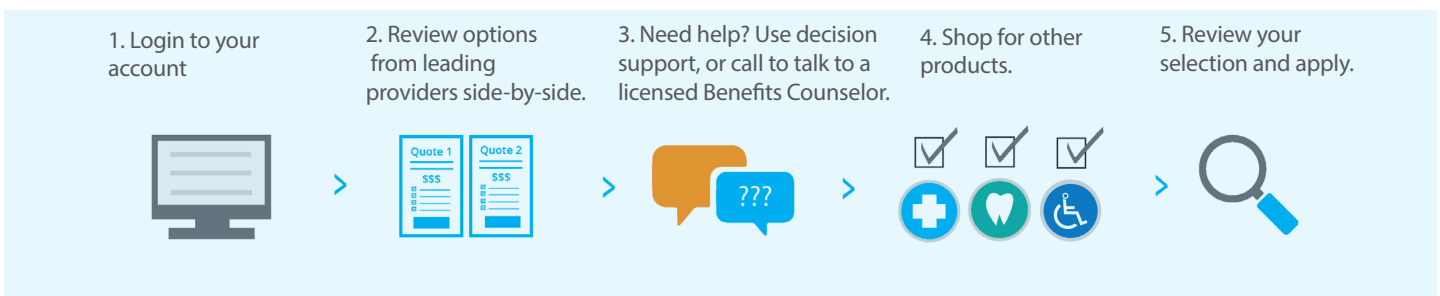 1. Login to your
account
2. Review options
from leading
providers side-by-side.
3. Need help? Use decision
support, or call to talk to a
licensed Benefits Counselor.
4. Shop for other
products.
5. Review your
selection and apply.
Quote 1
$$$
Quote 2
$$$
???